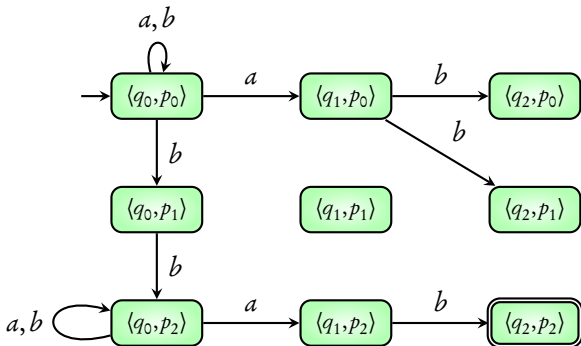 a, b
⟨q₀,p₀⟩ a ⟨q₁,p₀⟩ b ⟨q₂,p₀⟩
b b
⟨q₀,p₁⟩ ⟨q₁,p₁⟩ ⟨q₂,p₁⟩
b
a, b ⟨q₀,p₂⟩ a ⟨q₁,p₂⟩ b ⟨q₂,p₂⟩